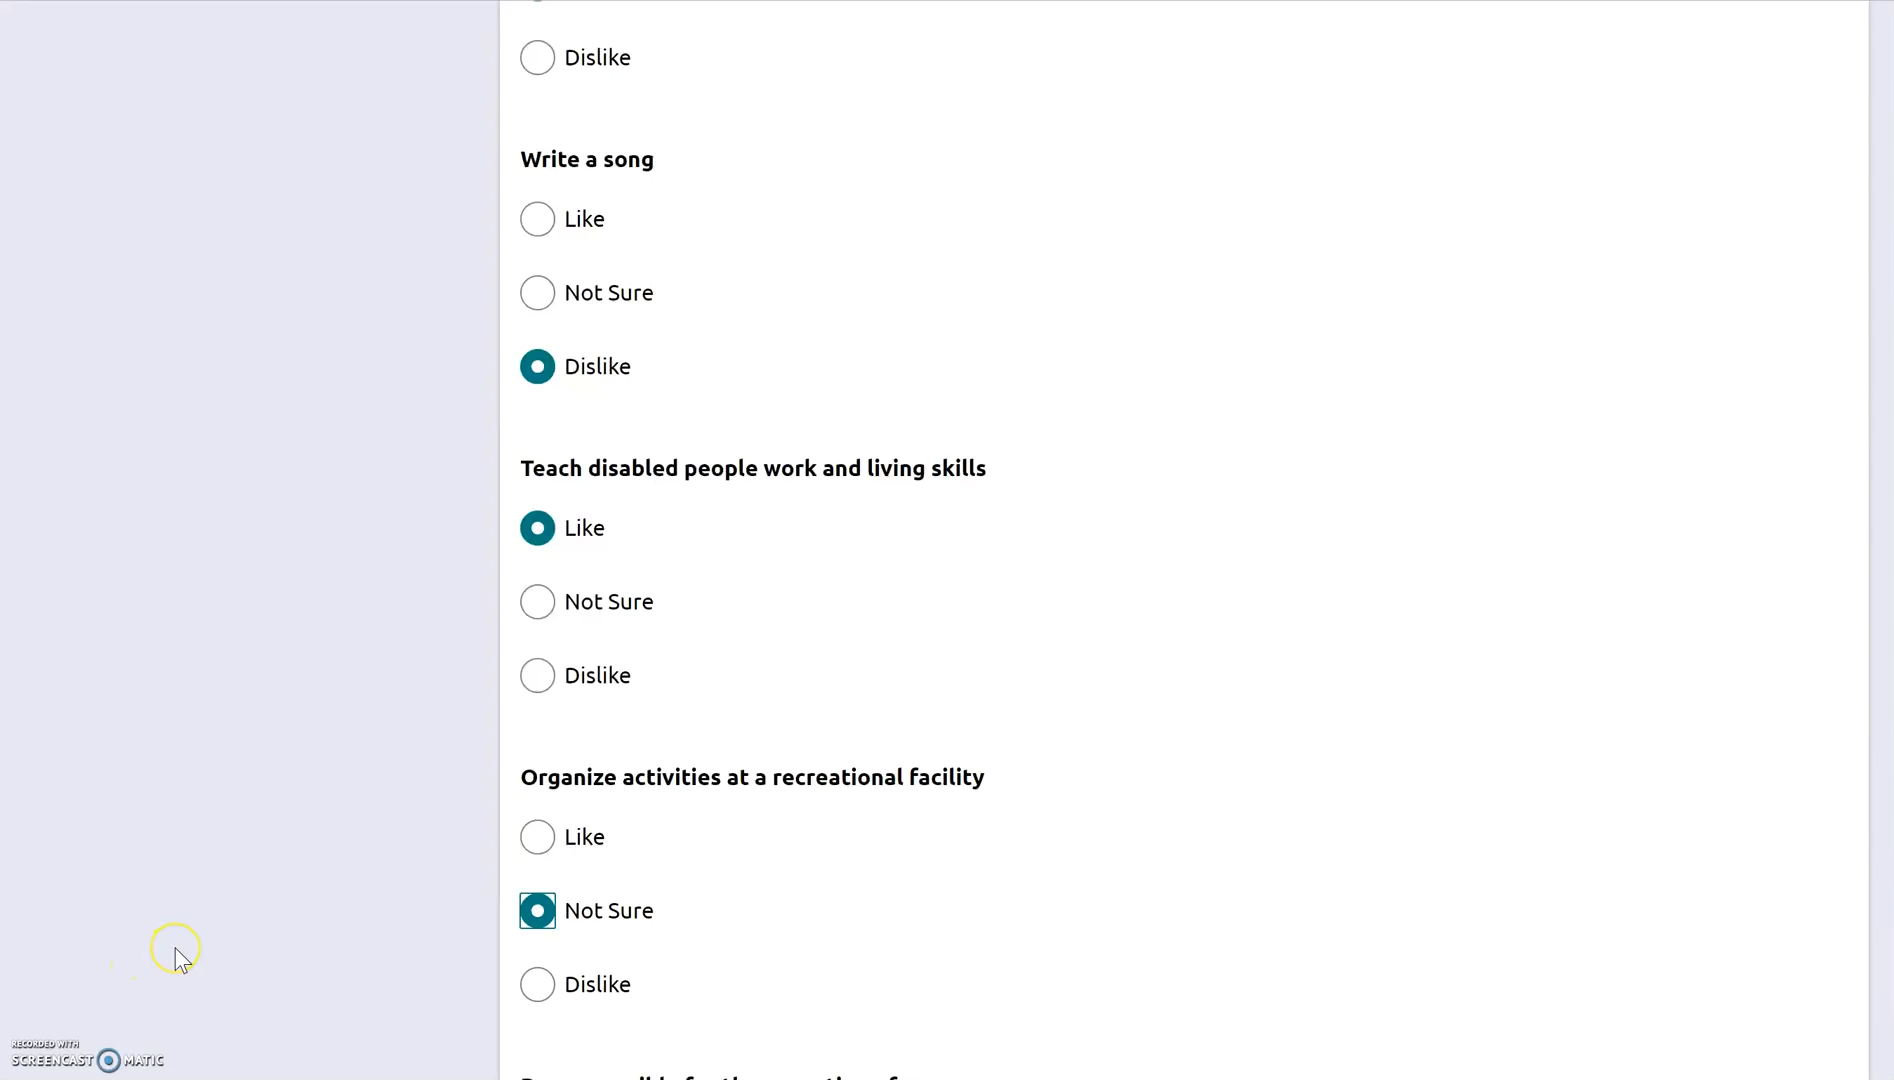 Dislike
Write a song
Like
Not Sure
Dislike
Teach disabled people work and living skills
Like
Not Sure
Dislike
Organize activities at a recreational facility
Like
Not Sure
Dislike
RECORDED WITH
SCREENCAST MATIC